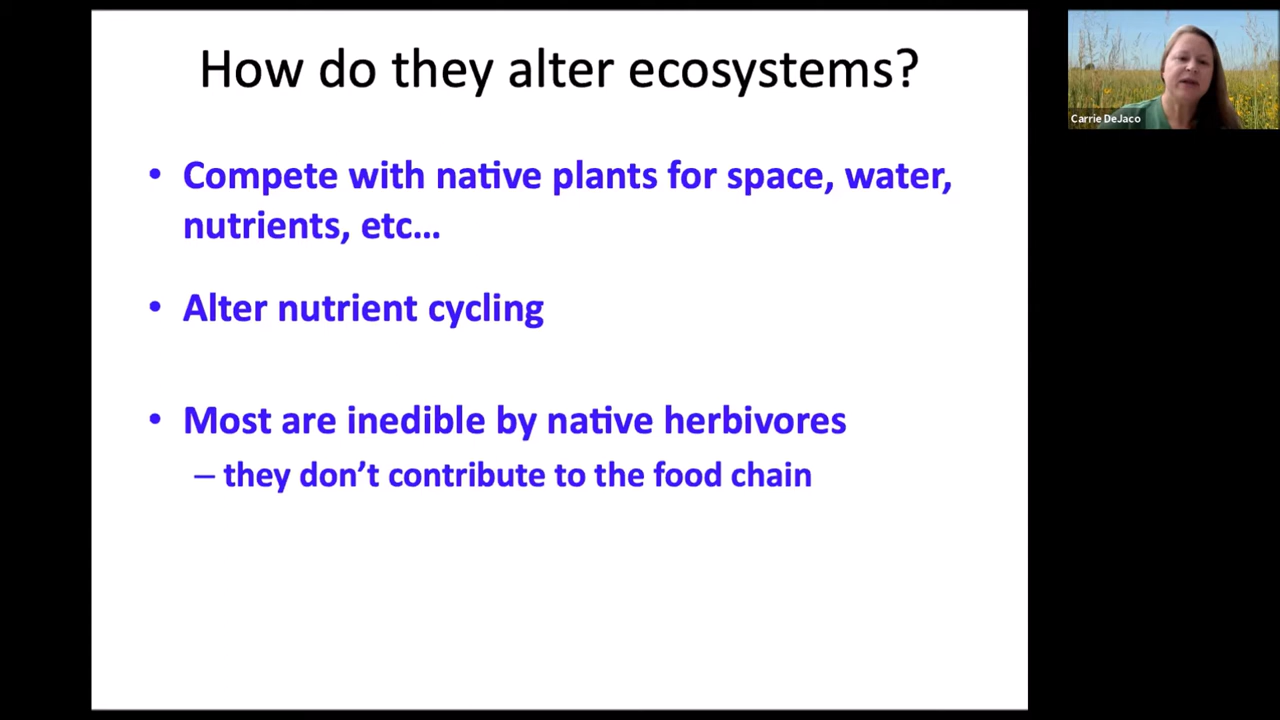 How do they alter ecosystems?
• Compete with native plants for space, water,
nutrients, etc…
• Alter nutrient cycling
• Most are inedible by native herbivores
– they don't contribute to the food chain
Carrie DeJaco